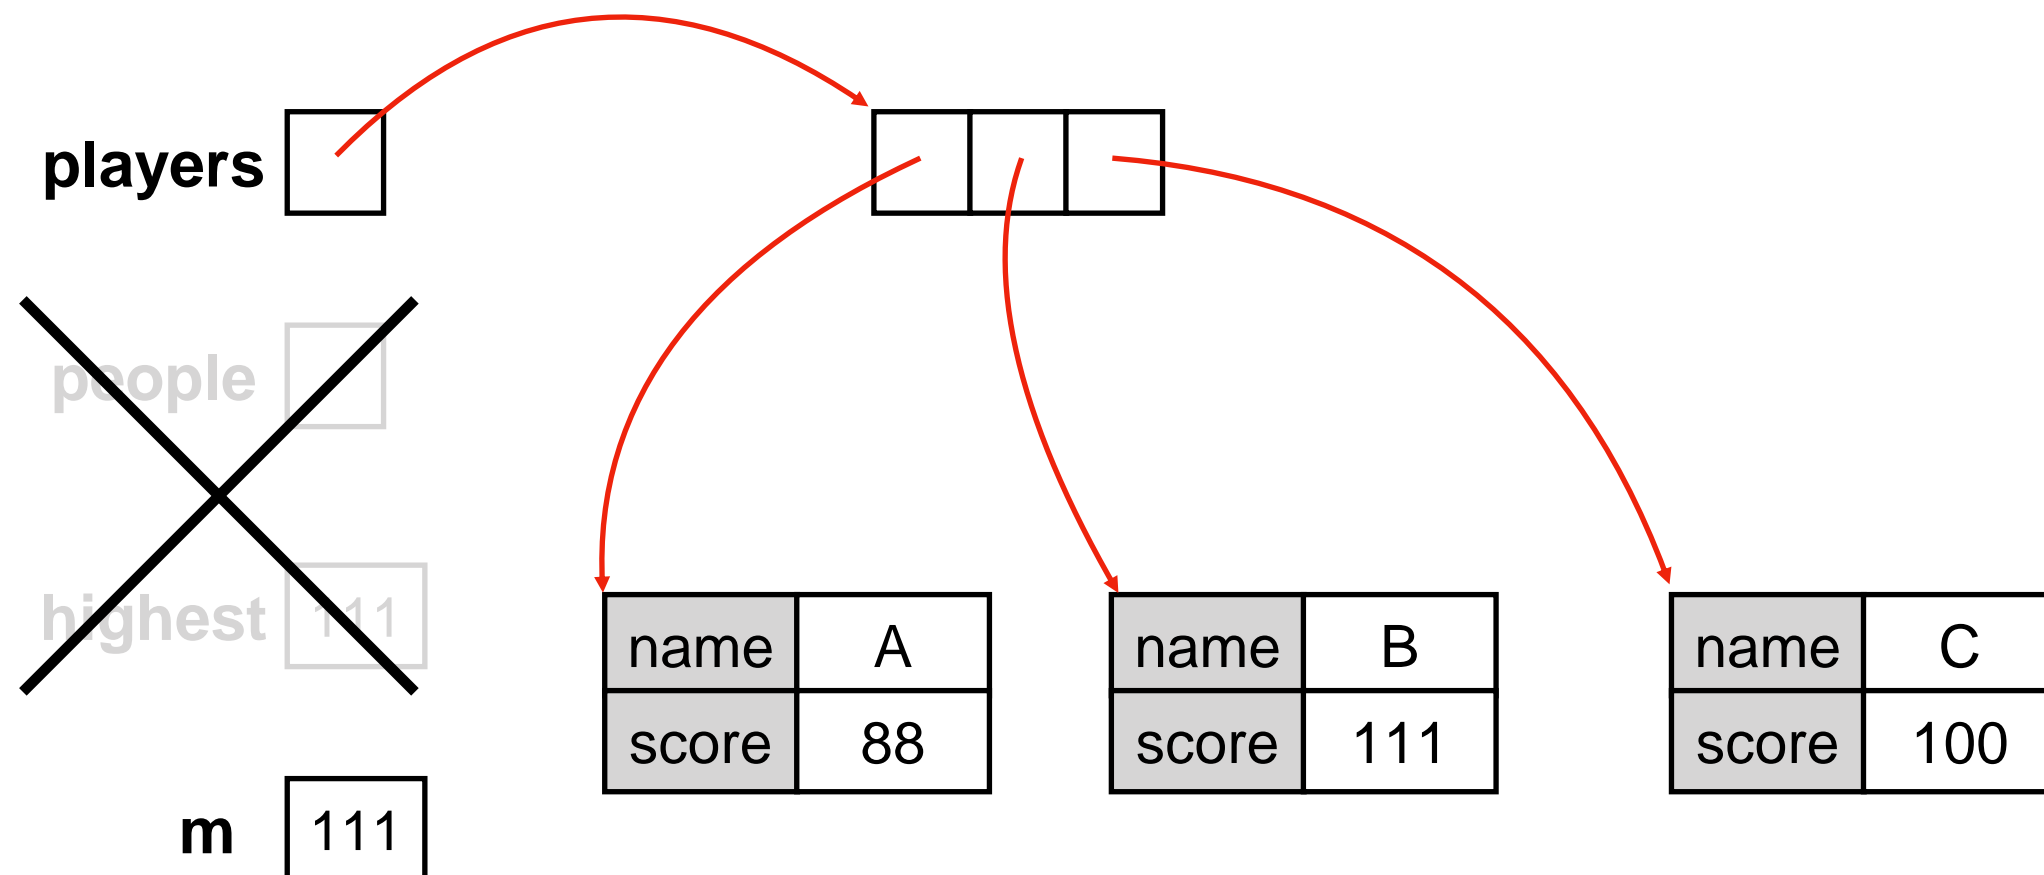 players
people
highest 111
name A
score 88
name B
score 111
name C
score 100
m 111